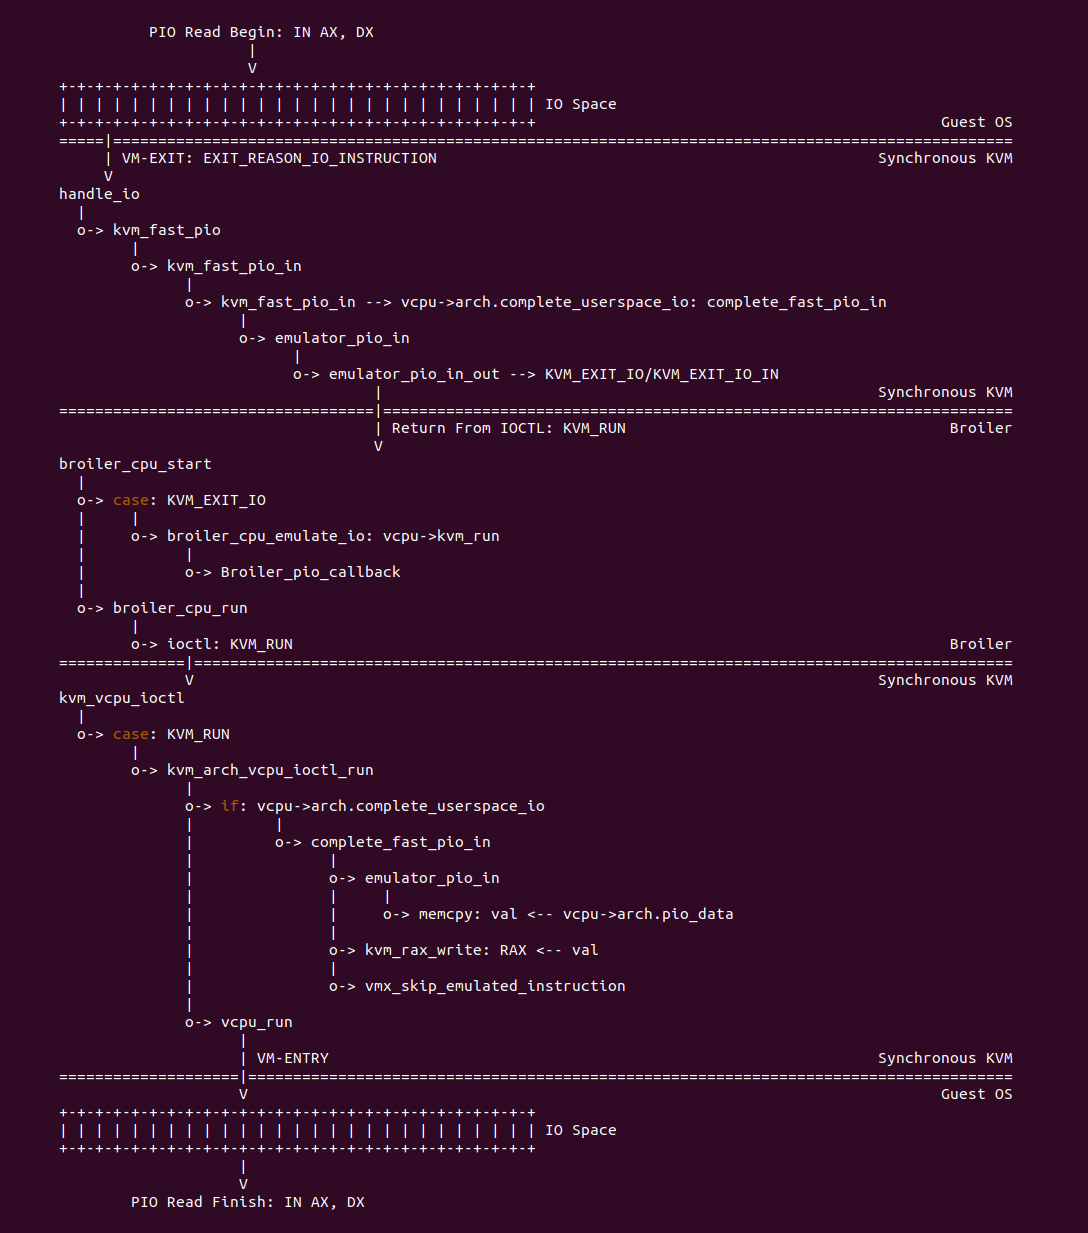 PIO Read Begin: IN AX, DX
                     |
                     V
+-+-+-+-+-+-+-+-+-+-+-+-+-+-+-+-+-+-+-+-+-+-+-+-+-+-+
| | | | | | | | | | | | | | | | | | | | | | | | | | | IO Space
+-+-+-+-+-+-+-+-+-+-+-+-+-+-+-+-+-+-+-+-+-+-+-+-+-+-+                                             Guest OS
=====|====================================================================================================
     | VM-EXIT: EXIT_REASON_IO_INSTRUCTION                                                 Synchronous KVM
     V
handle_io
  |
  o-> kvm_fast_pio
        |
        o-> kvm_fast_pio_in
              |
              o-> kvm_fast_pio_in --> vcpu->arch.complete_userspace_io: complete_fast_pio_in
                    |
                    o-> emulator_pio_in
                          |
                          o-> emulator_pio_in_out --> KVM_EXIT_IO/KVM_EXIT_IO_IN
                                   |                                                       Synchronous KVM
===================================|======================================================================
                                   | Return From IOCTL: KVM_RUN                                    Broiler
                                   V
broiler_cpu_start
  |
  o-> case: KVM_EXIT_IO
  |     |
  |     o-> broiler_cpu_emulate_io: vcpu->kvm_run
  |           |
  |           o-> Broiler_pio_callback
  |
  o-> broiler_cpu_run
        |
        o-> ioctl: KVM_RUN                                                                         Broiler
==============|===========================================================================================
              V                                                                            Synchronous KVM
kvm_vcpu_ioctl
  |
  o-> case: KVM_RUN
        |
        o-> kvm_arch_vcpu_ioctl_run
              |
              o-> if: vcpu->arch.complete_userspace_io
              |         |
              |         o-> complete_fast_pio_in
              |               |
              |               o-> emulator_pio_in
              |               |     |
              |               |     o-> memcpy: val <-- vcpu->arch.pio_data
              |               |
              |               o-> kvm_rax_write: RAX <-- val
              |               |
              |               o-> vmx_skip_emulated_instruction
              |
              o-> vcpu_run
                    |
                    | VM-ENTRY                                                             Synchronous KVM
====================|=====================================================================================
                    V                                                                             Guest OS
+-+-+-+-+-+-+-+-+-+-+-+-+-+-+-+-+-+-+-+-+-+-+-+-+-+-+
| | | | | | | | | | | | | | | | | | | | | | | | | | | IO Space
+-+-+-+-+-+-+-+-+-+-+-+-+-+-+-+-+-+-+-+-+-+-+-+-+-+-+
                    |
                    V
        PIO Read Finish: IN AX, DX